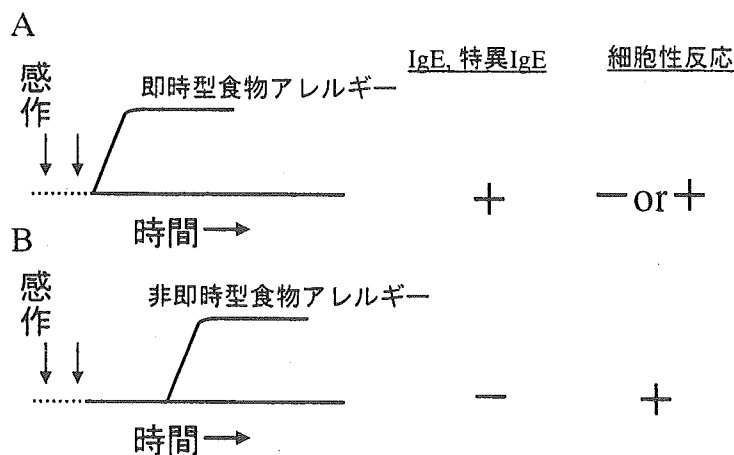 A
感作
IgE, 特異IgE
細胞性反応
即時型食物アレルギー
+
−or+
時間→
B
感作
非即時型食物アレルギー
−
+
時間→